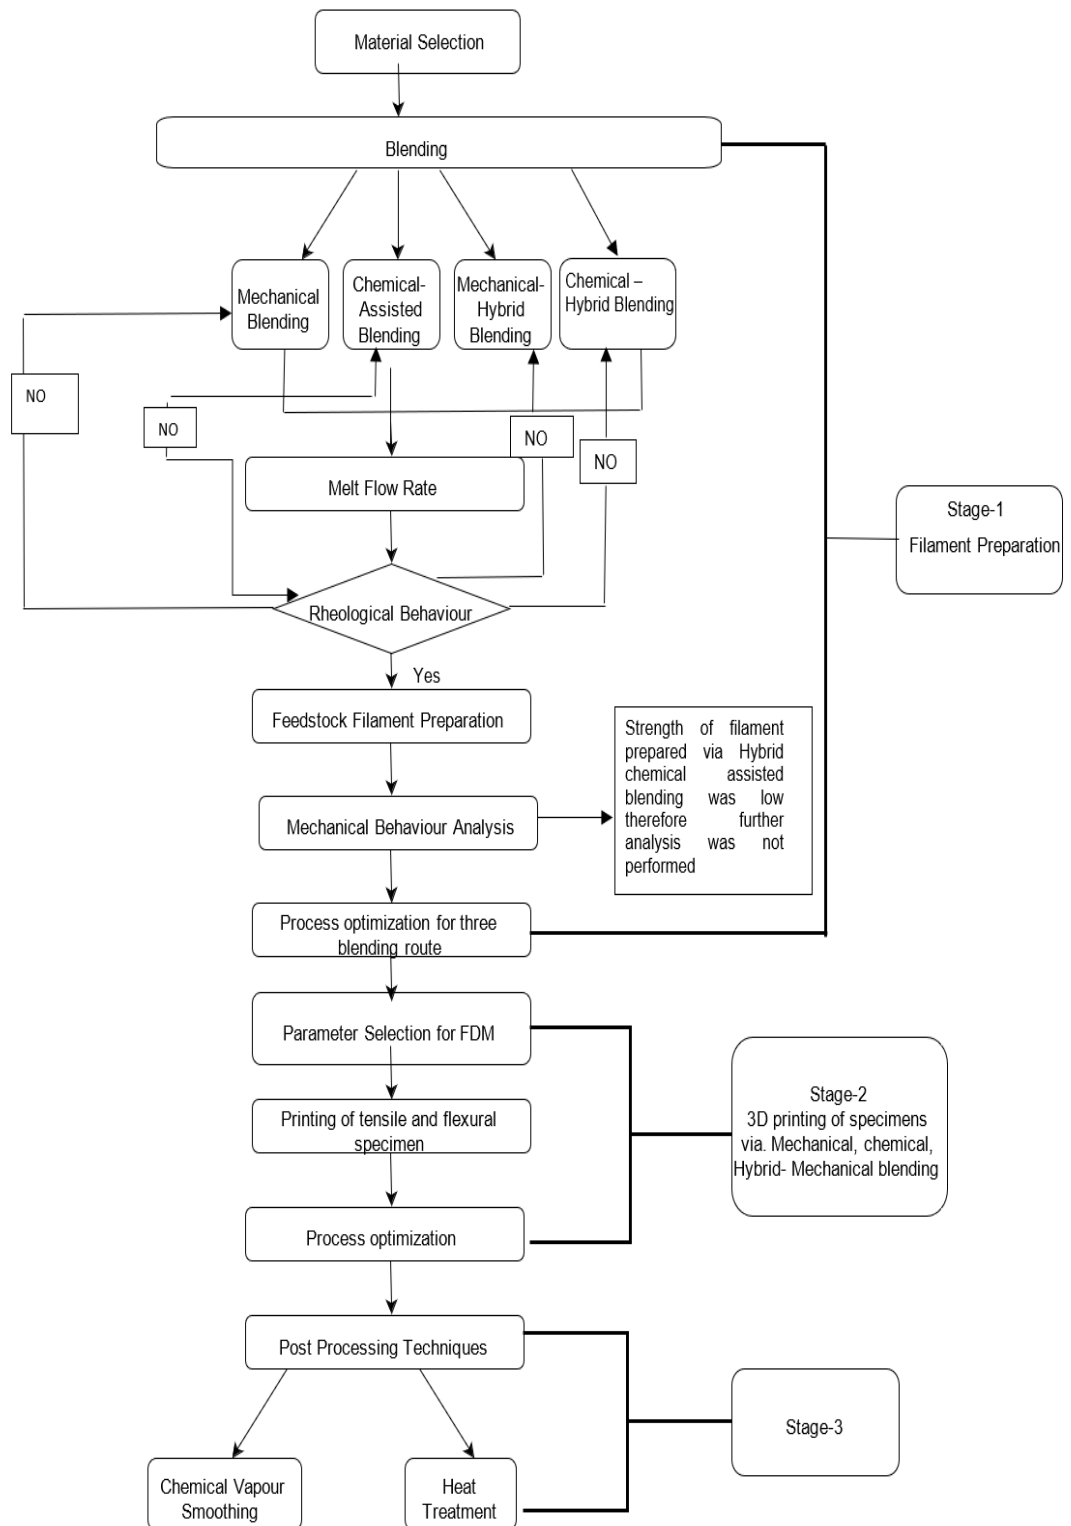 Material Selection
Blending
Mechanical
Blending
Chemical-
Assisted
Blending
Mechanical-
Hybrid
Blending
Chemical –
Hybrid Blending
NO
NO
NO
NO
Melt Flow Rate
Stage-1
Filament Preparation
Rheological Behaviour
Yes
Feedstock Filament Preparation
Strength of filament
prepared via Hybrid
chemical assisted
blending was low
therefore further
analysis was not
performed
Mechanical Behaviour Analysis
Process optimization for three
blending route
Parameter Selection for FDM
Printing of tensile and flexural
specimen
Stage-2
3D printing of specimens
via. Mechanical, chemical,
Hybrid- Mechanical blending
Process optimization
Post Processing Techniques
Stage-3
Chemical Vapour
Smoothing
Heat
Treatment